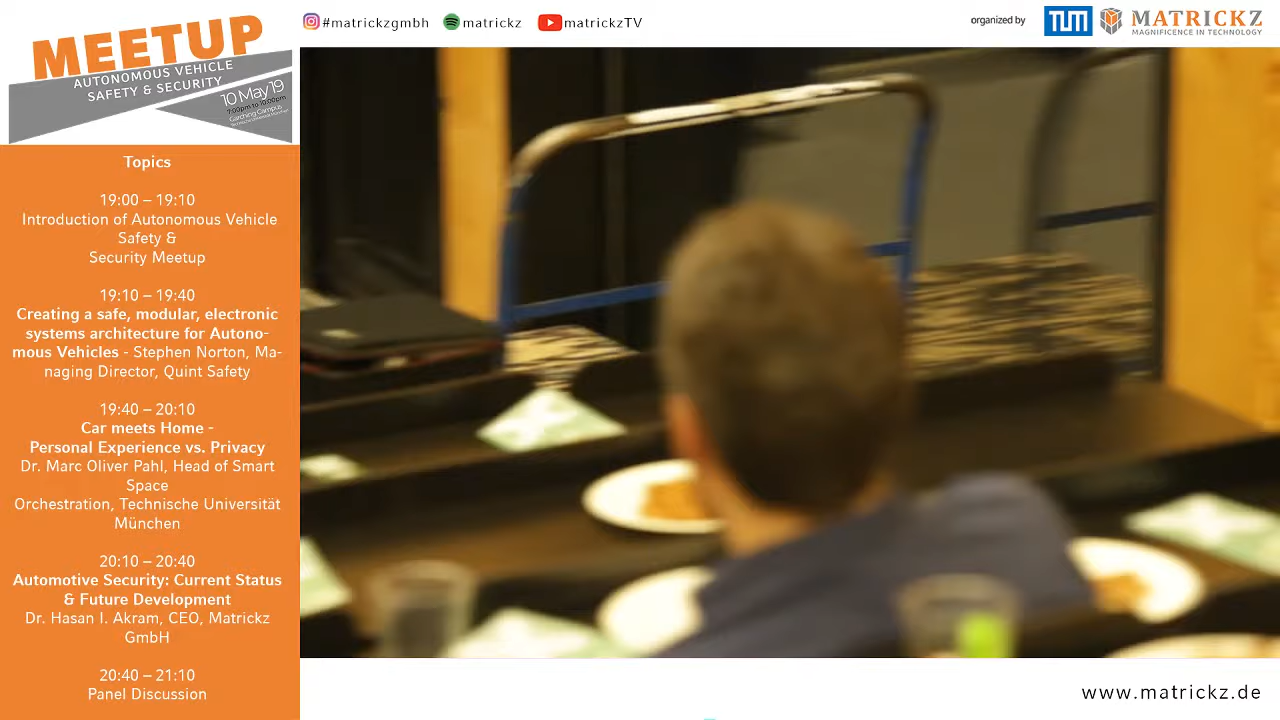 MEETUP
AUTONOMOUS VEHICLE
SAFETY & SECURITY
10 May 19
7:00pm to 10:00pm
Garching Campus
#matrickzgmbh
matrickz
matrickzTV
organized by
TUM
MATRICKZ
MAGNIFICENCE IN TECHNOLOGY
Topics
19:00 – 19:10
Introduction of Autonomous Vehicle
Safety &
Security Meetup
19:10 – 19:40
Creating a safe, modular, electronic
systems architecture for Autono-
mous Vehicles - Stephen Norton, Ma-
naging Director, Quint Safety
19:40 – 20:10
Car meets Home -
Personal Experience vs. Privacy
Dr. Marc Oliver Pahl, Head of Smart
Space
Orchestration, Technische Universität
München
20:10 – 20:40
Automotive Security: Current Status
& Future Development
Dr. Hasan I. Akram, CEO, Matrickz
GmbH
20:40 – 21:10
Panel Discussion
www.matrickz.de